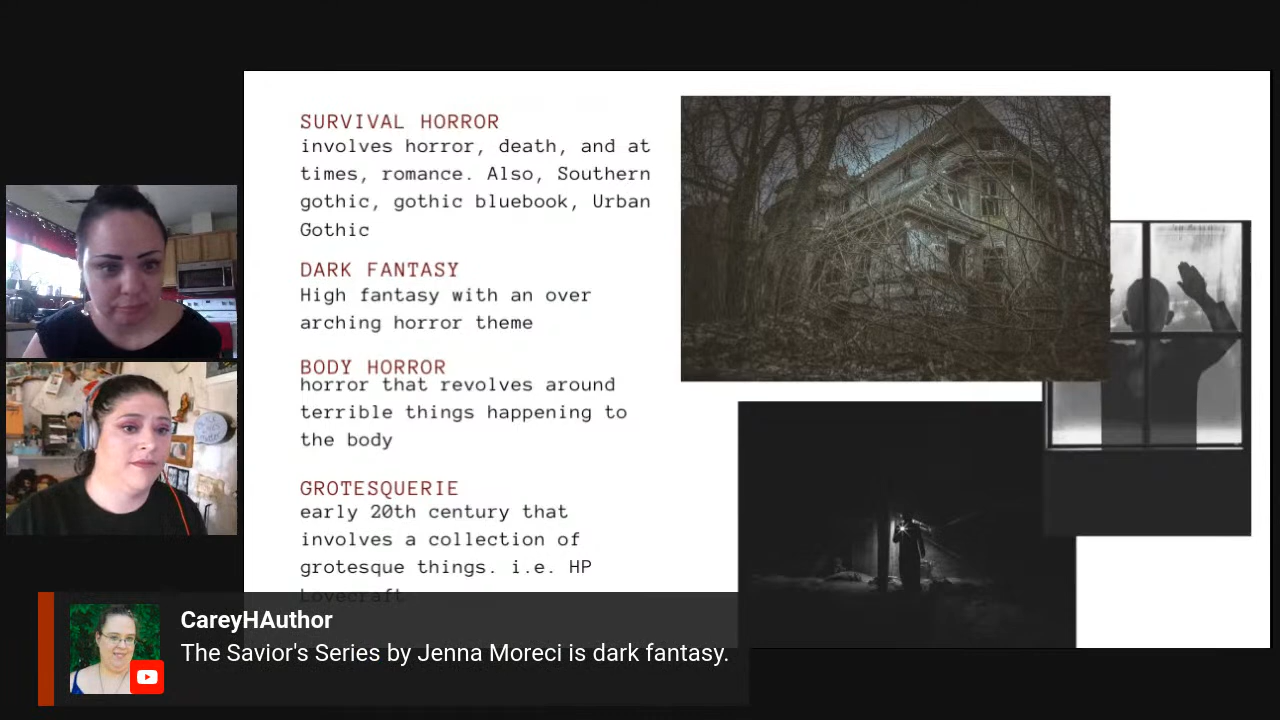 SURVIVAL HORROR
involves horror, death, and at
times, romance. Also, Southern
gothic, gothic bluebook, Urban
Gothic
DARK FANTASY
High fantasy with an over
arching horror theme
BODY HORROR
horror that revolves around
terrible things happening to
the body
GROTESQUERIE
early 20th century that
involves a collection of
grotesque things. i.e. HP
Lovecraft
CareyHAuthor
The Savior's Series by Jenna Moreci is dark fantasy.